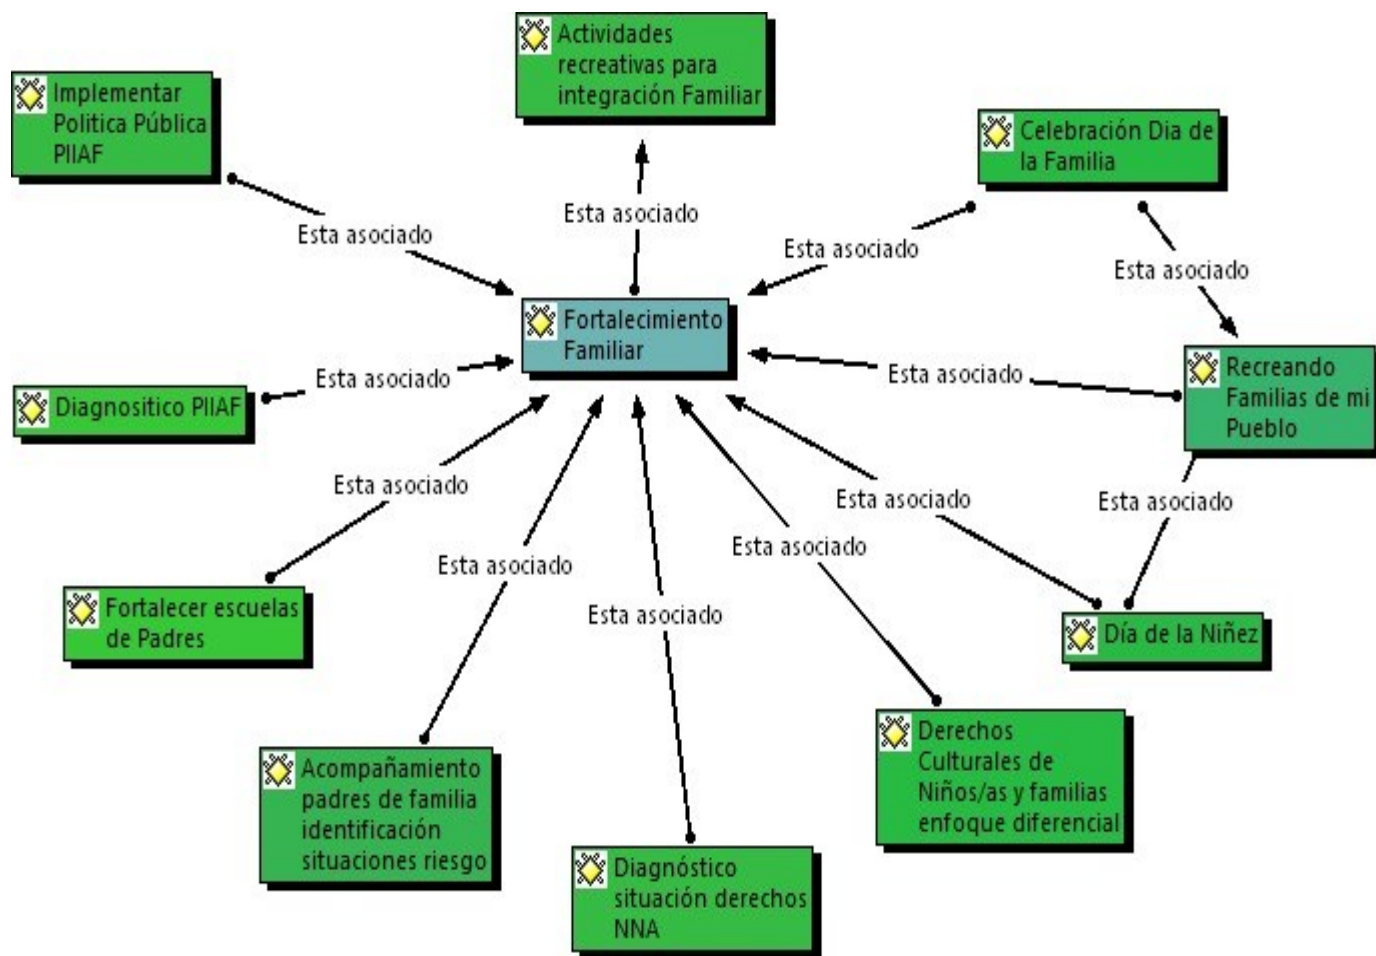 Actividades
recreativas para
integración Familiar
Implementar
Politica Pública
PIIAF
Celebración Dia de
la Familia
Esta asociado
Esta asociado
Esta asociado
Esta asociado
Fortalecimiento
Familiar
Recreando
Familias de mi
Pueblo
Esta asociado
Esta asociado
Diagnositico PIIAF
Esta asociado
Esta asociado
Esta asociado
Esta asociado
Esta asociado
Esta asociado
Fortalecer escuelas
de Padres
Día de la Niñez
Derechos
Culturales de
Niños/as y familias
enfoque diferencial
Acompañamiento
padres de familia
identificación
situaciones riesgo
Diagnóstico
situación derechos
NNA